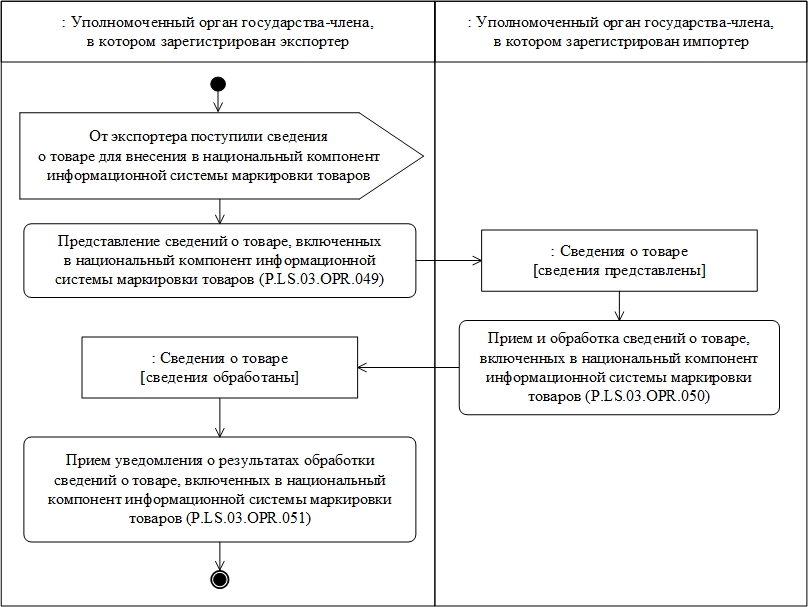 : Уполномоченный орган государства-члена,
в котором зарегистрирован экспортер
: Уполномоченный орган государства-члена,
в котором зарегистрирован импортер
От экспортера поступили сведения
о товаре для внесения в национальный компонент
информационной системы маркировки товаров
Представление сведений о товаре, включенных
в национальный компонент информационной
системы маркировки товаров (P.LS.03.OPR.049)
: Сведения о товаре
[сведения представлены]
Прием и обработка сведений о товаре,
включенных в национальный компонент
информационной системы маркировки
товаров (P.LS.03.OPR.050)
: Сведения о товаре
[сведения обработаны]
Прием уведомления о результатах обработки
сведений о товаре, включенных в национальный
компонент информационной системы маркировки
товаров (P.LS.03.OPR.051)